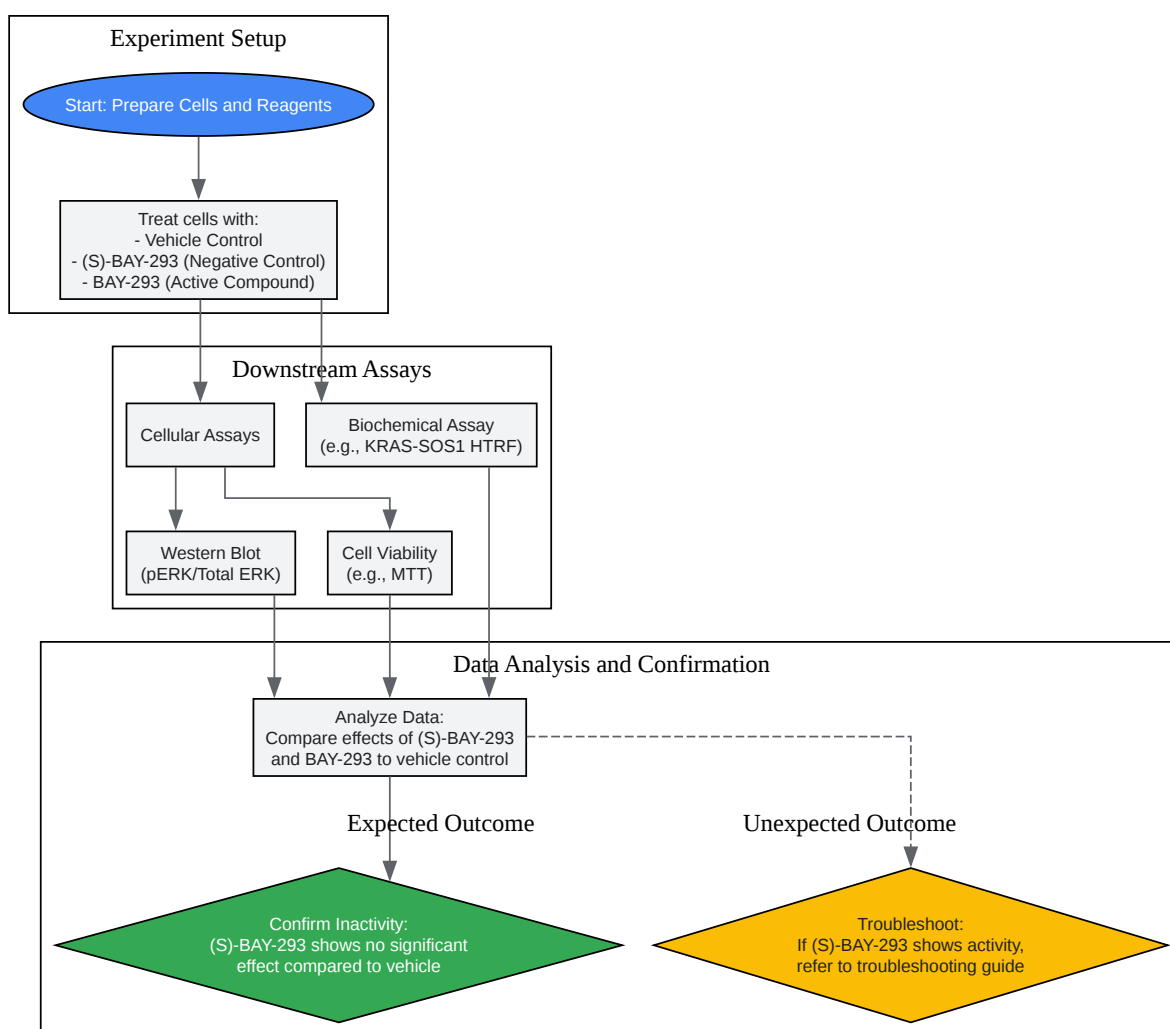 Experiment Setup
Start: Prepare Cells and Reagents
Treat cells with:
- Vehicle Control
- (S)-BAY-293 (Negative Control)
- BAY-293 (Active Compound)
Downstream Assays
Cellular Assays
Biochemical Assay
(e.g., KRAS-SOS1 HTRF)
Western Blot
(pERK/Total ERK)
Cell Viability
(e.g., MTT)
Data Analysis and Confirmation
Analyze Data:
Compare effects of (S)-BAY-293
and BAY-293 to vehicle control
Expected Outcome
Unexpected Outcome
Confirm Inactivity:
(S)-BAY-293 shows no significant
effect compared to vehicle
Troubleshoot:
If (S)-BAY-293 shows activity,
refer to troubleshooting guide